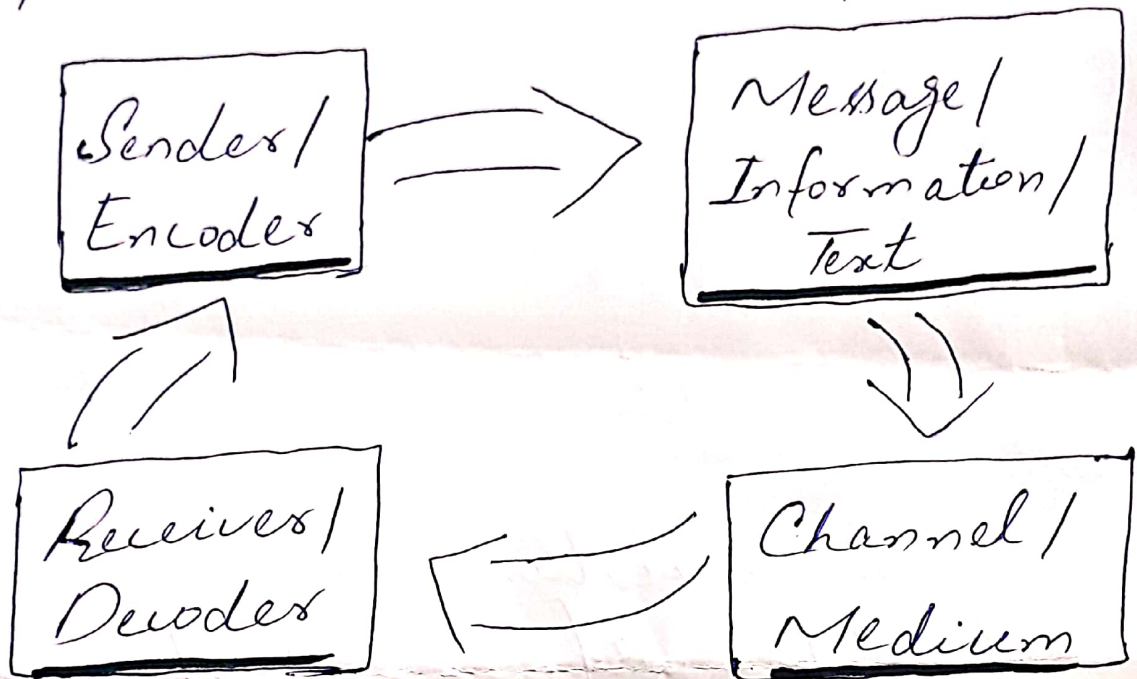 Sender/
Encoder
Message/
Information/
Text
Receiver/
Decoder
Channel/
Medium